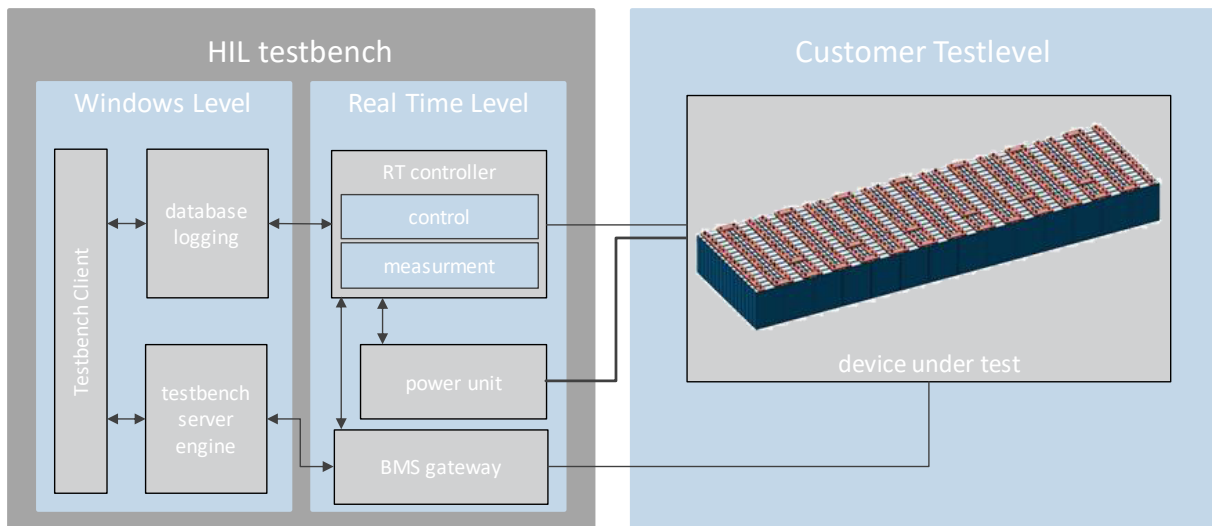 HIL testbench
Customer Testlevel
Windows Level
Real Time Level
Testbench Client
database
logging
testbench
server
engine
RT controller
control
measurment
power unit
BMS gateway
device under test